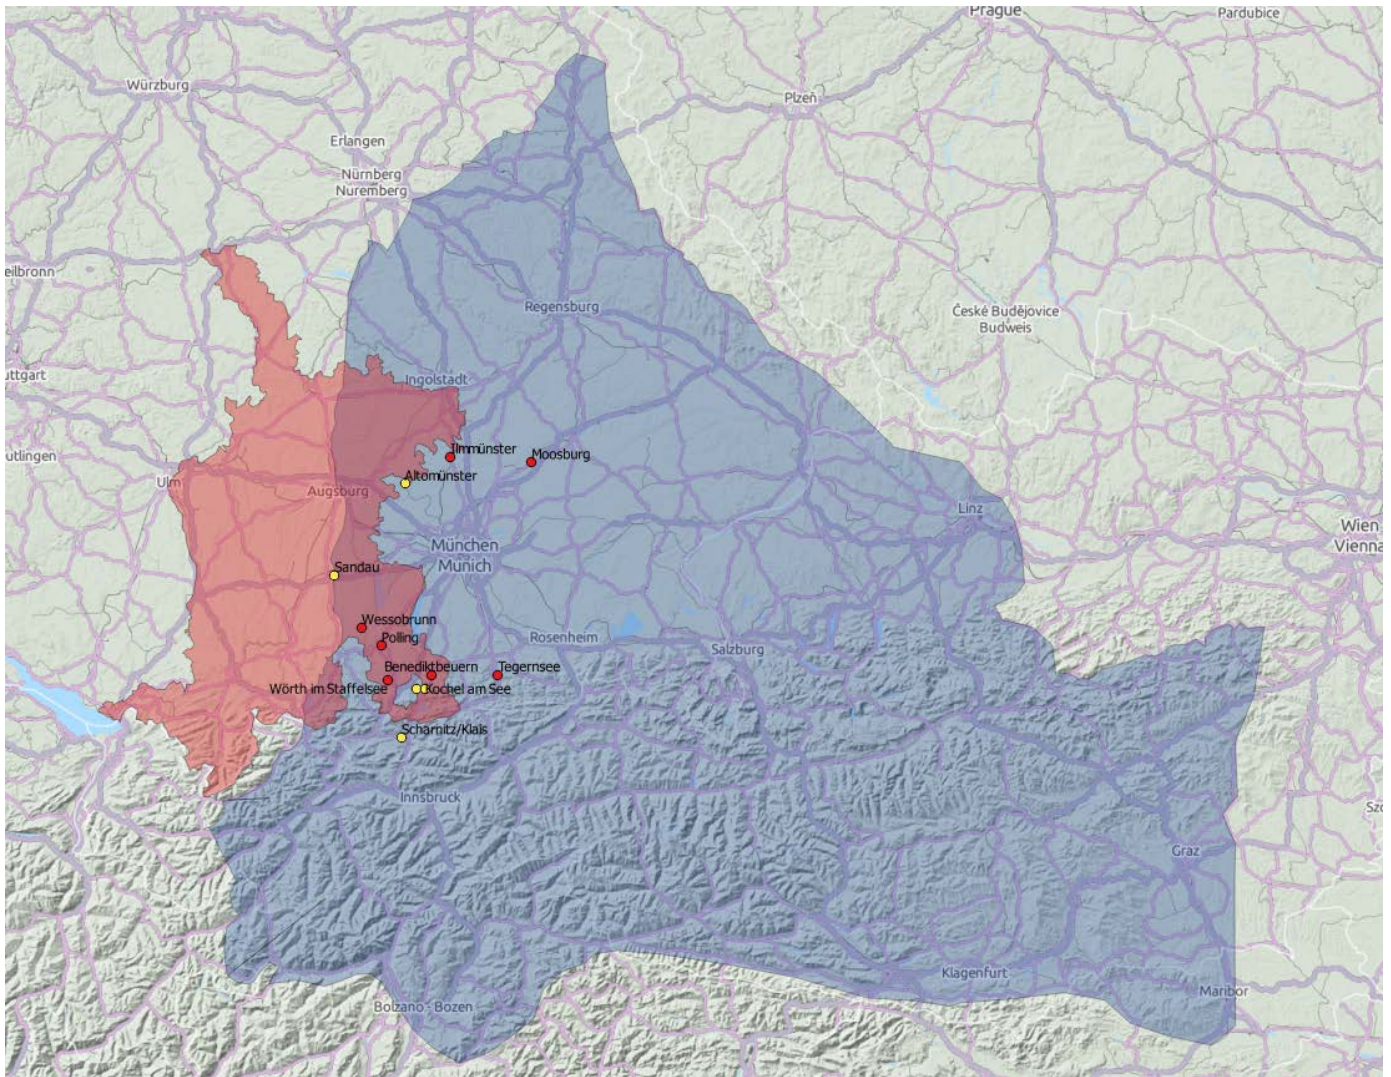 Prague
Pardubice
Würzburg
Plzeň
Erlangen
Nürnberg
Nuremberg
eilbronn
Regensburg
České Budějovice
Budweis
uttgart
Ingolstadt
Ilmmünster
Moosburg
utlingen
Ulm
Altomünster
Augsburg
Linz
Wien
Vienna
München
Munich
Sandau
Wessobrunn
Polling
Rosenheim
Salzburg
Benediktbeuern
Tegernsee
Wörth im Staffelsee
Kochel am See
Scharnitz/Klais
Innsbruck
Szo
Graz
Klagenfurt
Maribor
Bolzano - Bozen